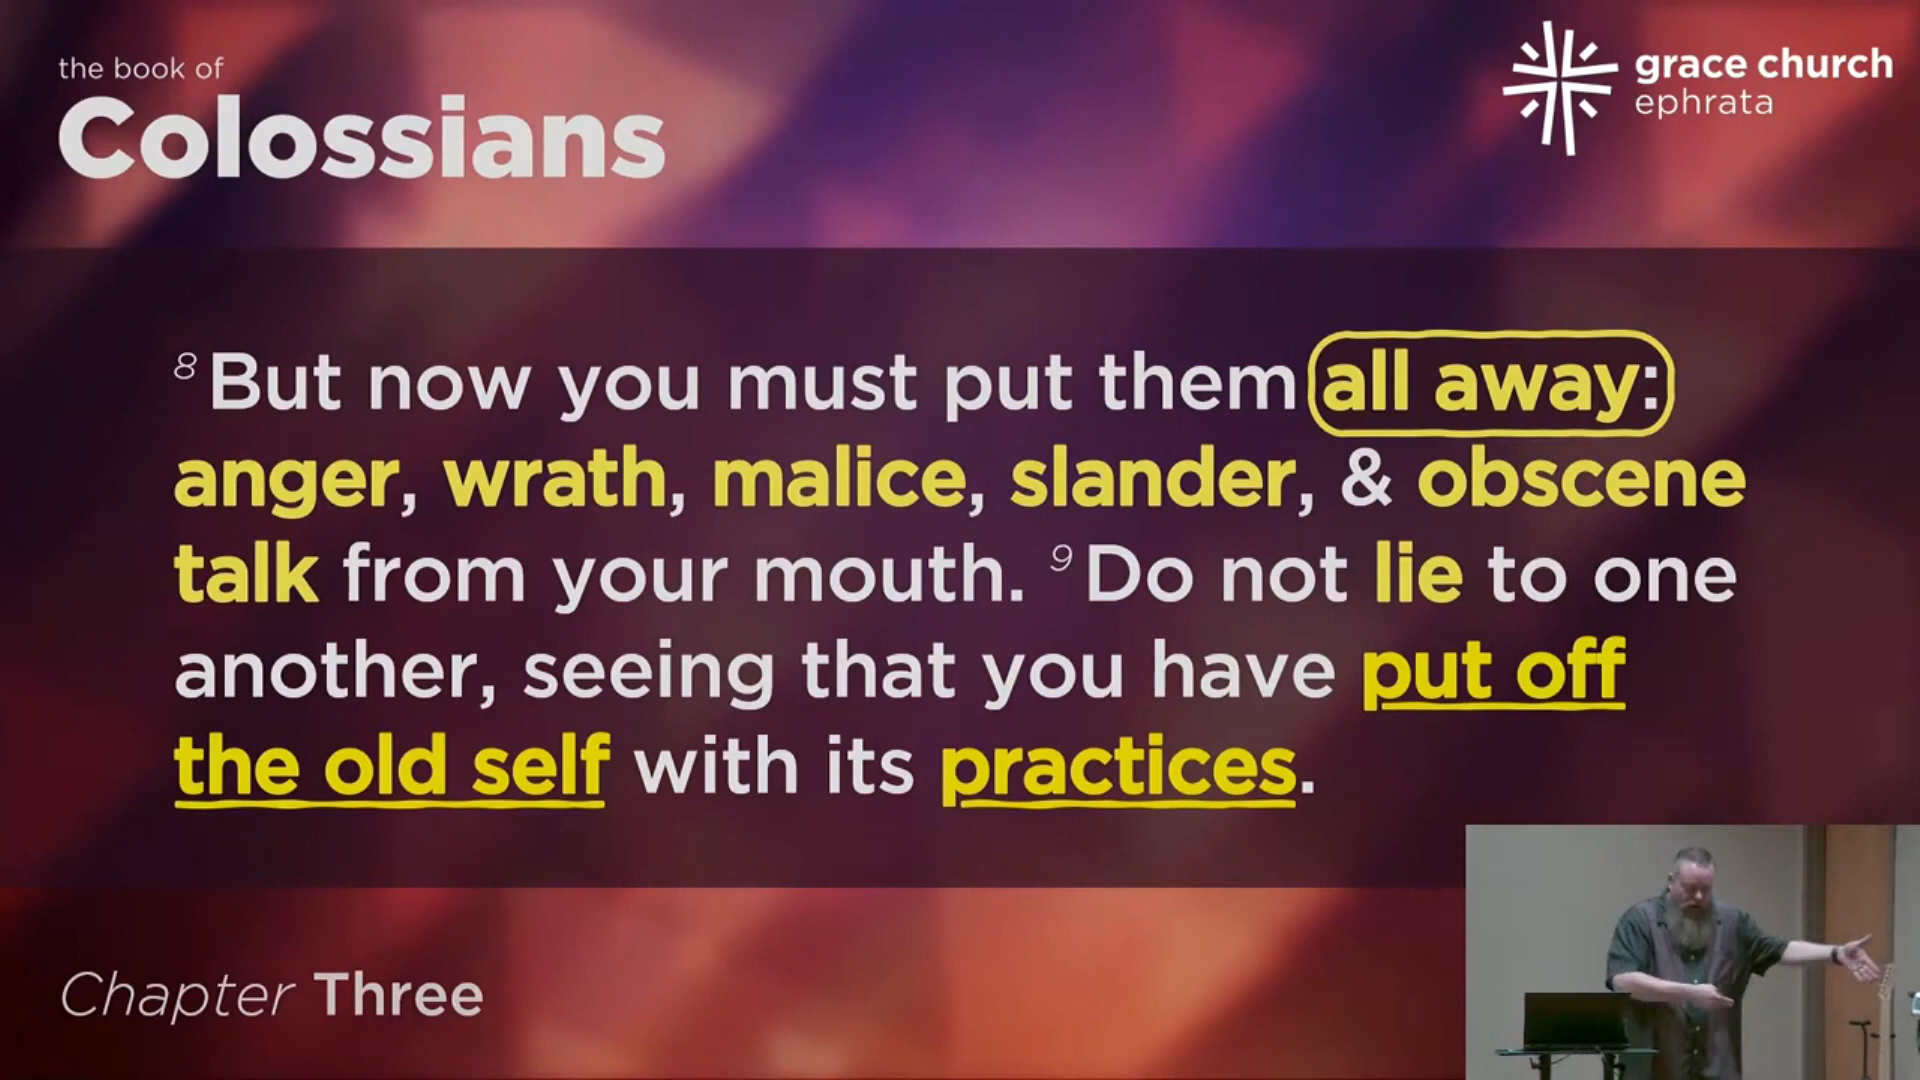 the book of
Colossians
grace church
ephrata
8 But now you must put them all away:
anger, wrath, malice, slander, & obscene
talk from your mouth. 9 Do not lie to one
another, seeing that you have put off
the old self with its practices.
Chapter Three